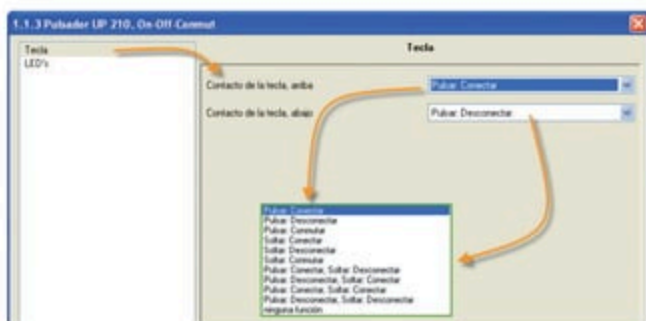 1.1.3 Pulsador UP 210, On-Off-Conmut
Tecla
LED's
Tecla
Contacto de la tecla, arriba
Pulsar: Conectar
Contacto de la tecla, abajo
Pulsar: Desconectar
Pulsar: Conectar
Pulsar: Desconectar
Pulsar: Conmutar
Soltar: Conectar
Soltar: Desconectar
Soltar: Conmutar
Pulsar: Conectar, Soltar: Desconectar
Pulsar: Desconectar, Soltar: Conectar
Pulsar: Conectar, Soltar: Conectar
Pulsar: Desconectar, Soltar: Desconectar
ninguna función